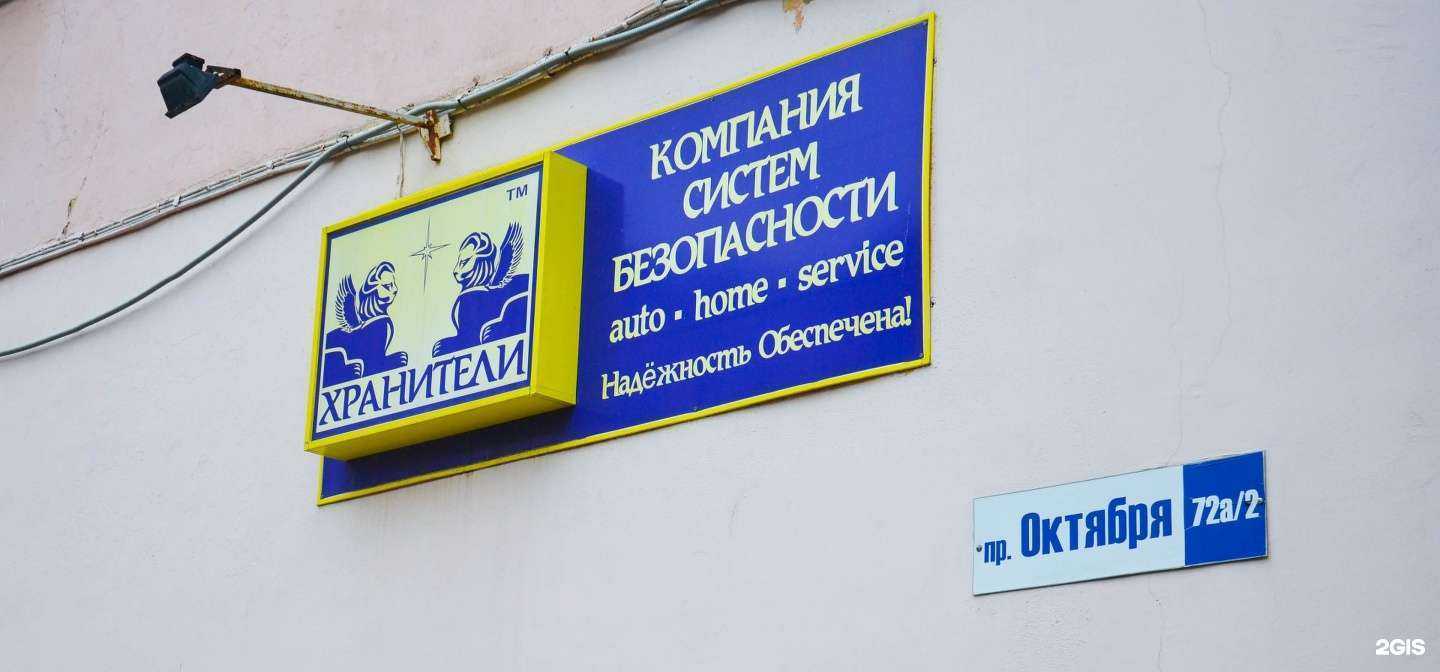 ТМ
ХРАНИТЕЛИ
КОМПАНИЯ
СИСТЕМ
БЕЗОПАСНОСТИ
auto ▪ home ▪ service
Надёжность Обеспечена!
пр. Октября 72а/2
2GIS